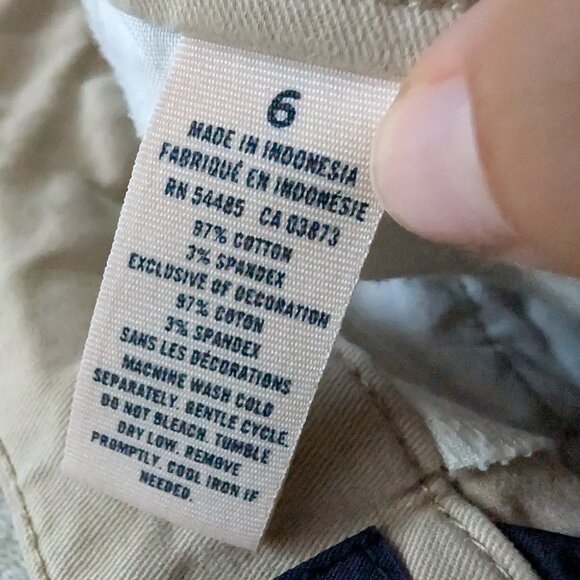 6
MADE IN INDONESIA
FABRIQUÉ EN INDONESIE
RN 54485 CA 03873
97% COTTON
3% SPANDEX
EXCLUSIVE OF DECORATION
97% COTON
3% SPANDEX
SANS LES DÉCORATIONS
MACHINE WASH COLD
SEPARATELY. GENTLE CYCLE.
DO NOT BLEACH. TUMBLE
DRY LOW. REMOVE
PROMPTLY. COOL IRON IF
NEEDED.